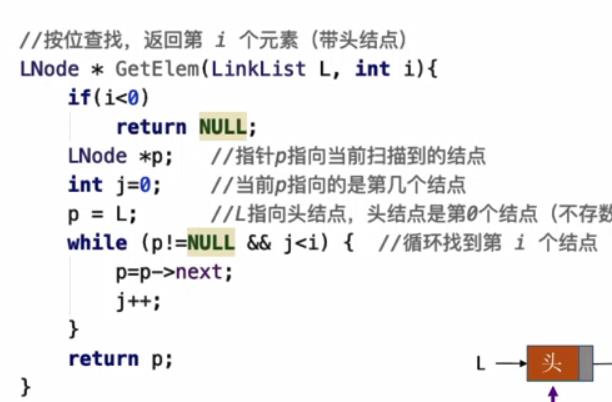 //按位查找，返回第 i 个元素（带头结点）
LNode * GetElem(LinkList L, int i){
if(i<0)
return NULL;
LNode *p; //指针p指向当前扫描到的结点
int j=0; //当前p指向的是第几个结点
p = L; //L指向头结点，头结点是第0个结点（不存数
while (p!=NULL && j<i) { //循环找到第 i 个结点
p=p->next;
j++;
}
return p;
L 头
}